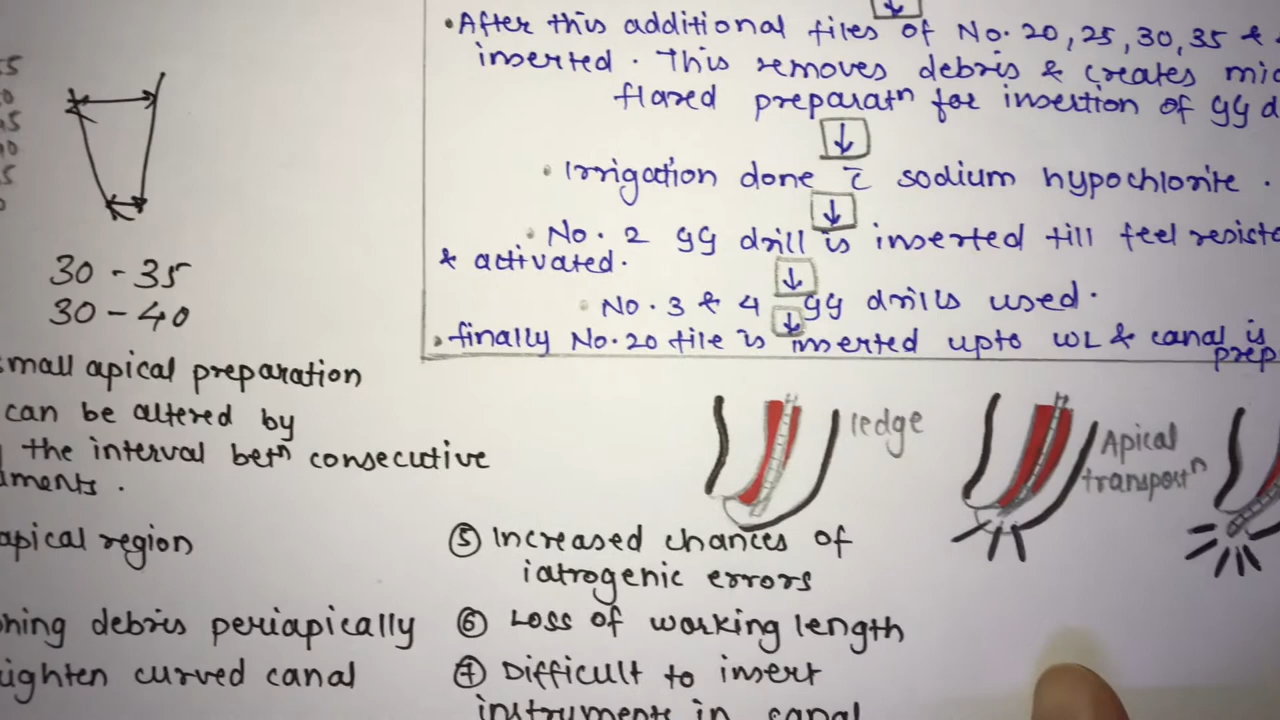 • After this additional files of No. 20, 25, 30, 35 &
inserted. This removes debris & creates
flared preparatⁿ for insertion of gg
• Irrigation done c̄ sodium hypochlorite.
• No. 2 gg drill is inserted till feel
& activated.
• No. 3 & 4 gg drills used.
• finally No. 20 file is inserted upto WL & canal is
prep
30 - 35
30 - 40
small apical preparation
can be altered by
the interval betⁿ consecutive
ledge
Apical
transportⁿ
apical region
⑤ Increased chances of
iatrogenic errors
debris periapically
⑥ Loss of working length
curved canal
⑦ Difficult to insert
instruments in canal